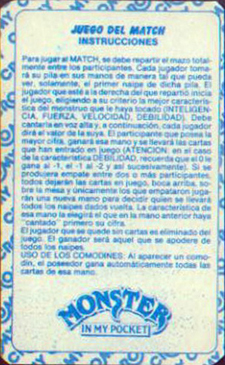 JUEGO DEL MATCH
INSTRUCCIONES
Para jugar al MATCH, se debe repartir el mazo total-
mente entre los participantes. Cada jugador toma-
rá su pila en sus manos de manera tal que pueda
ver, solamente, el primer naipe de dicha pila. El
jugador que esté a la derecha del que repartió inicia
el juego, eligiendo a su criterio la mejor caracterís-
tica del monstruo que le haya tocado (INTELIGEN-
CIA, FUERZA, VELOCIDAD, DEBILIDAD). Debe
cantarla en voz alta y, a continuación, cada jugador
dirá el valor de la suya. El participante que posea la
mayor cifra, ganará esa mano y se llevará las cartas
que han entrado en juego (ATENCION: en el caso
de la característica DEBILIDAD, recuerda que el 0 le
gana al -1, el -1 al -2 y así sucesivamente). Si se
produjera empate entre dos o más participantes,
todos dejarán las cartas en juego, boca arriba, so-
bre la mesa y únicamente los que empataron juga-
rán una nueva mano para decidir quien se llevará
todos los naipes dados vuelta. La característica de
esa mano la elegirá el que en la mano anterior haya
"cantado" primero su cifra.
El jugador que se quede sin cartas es eliminado del
juego. El ganador será aquel que se apodere de
todos los naipes.
USO DE LOS COMODINES: Al aparecer un como-
dín, el poseedor gana automáticamente todas las
cartas de esa mano.
MONSTER
IN MY POCKET